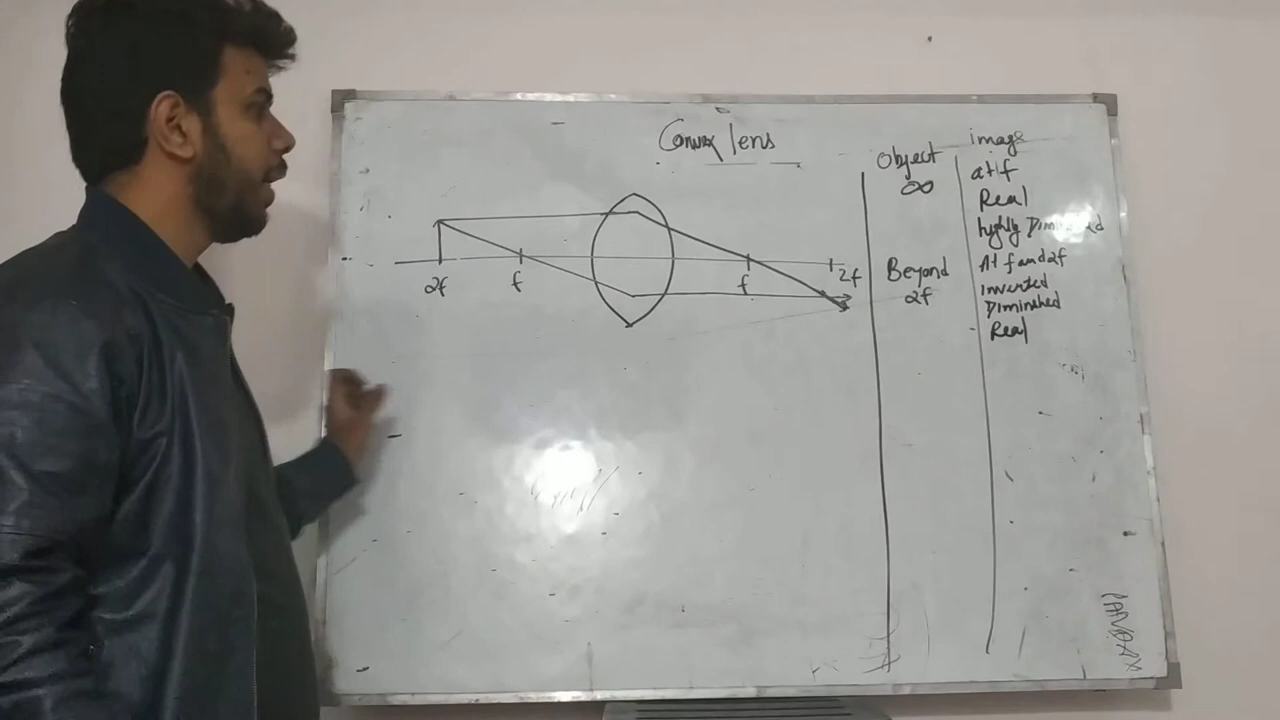 Convex lens
2f
f
f
2f
Object
∞
Beyond
2f
image
at f
Real
highly Diminished
At f and 2f
inverted
Diminished
Real